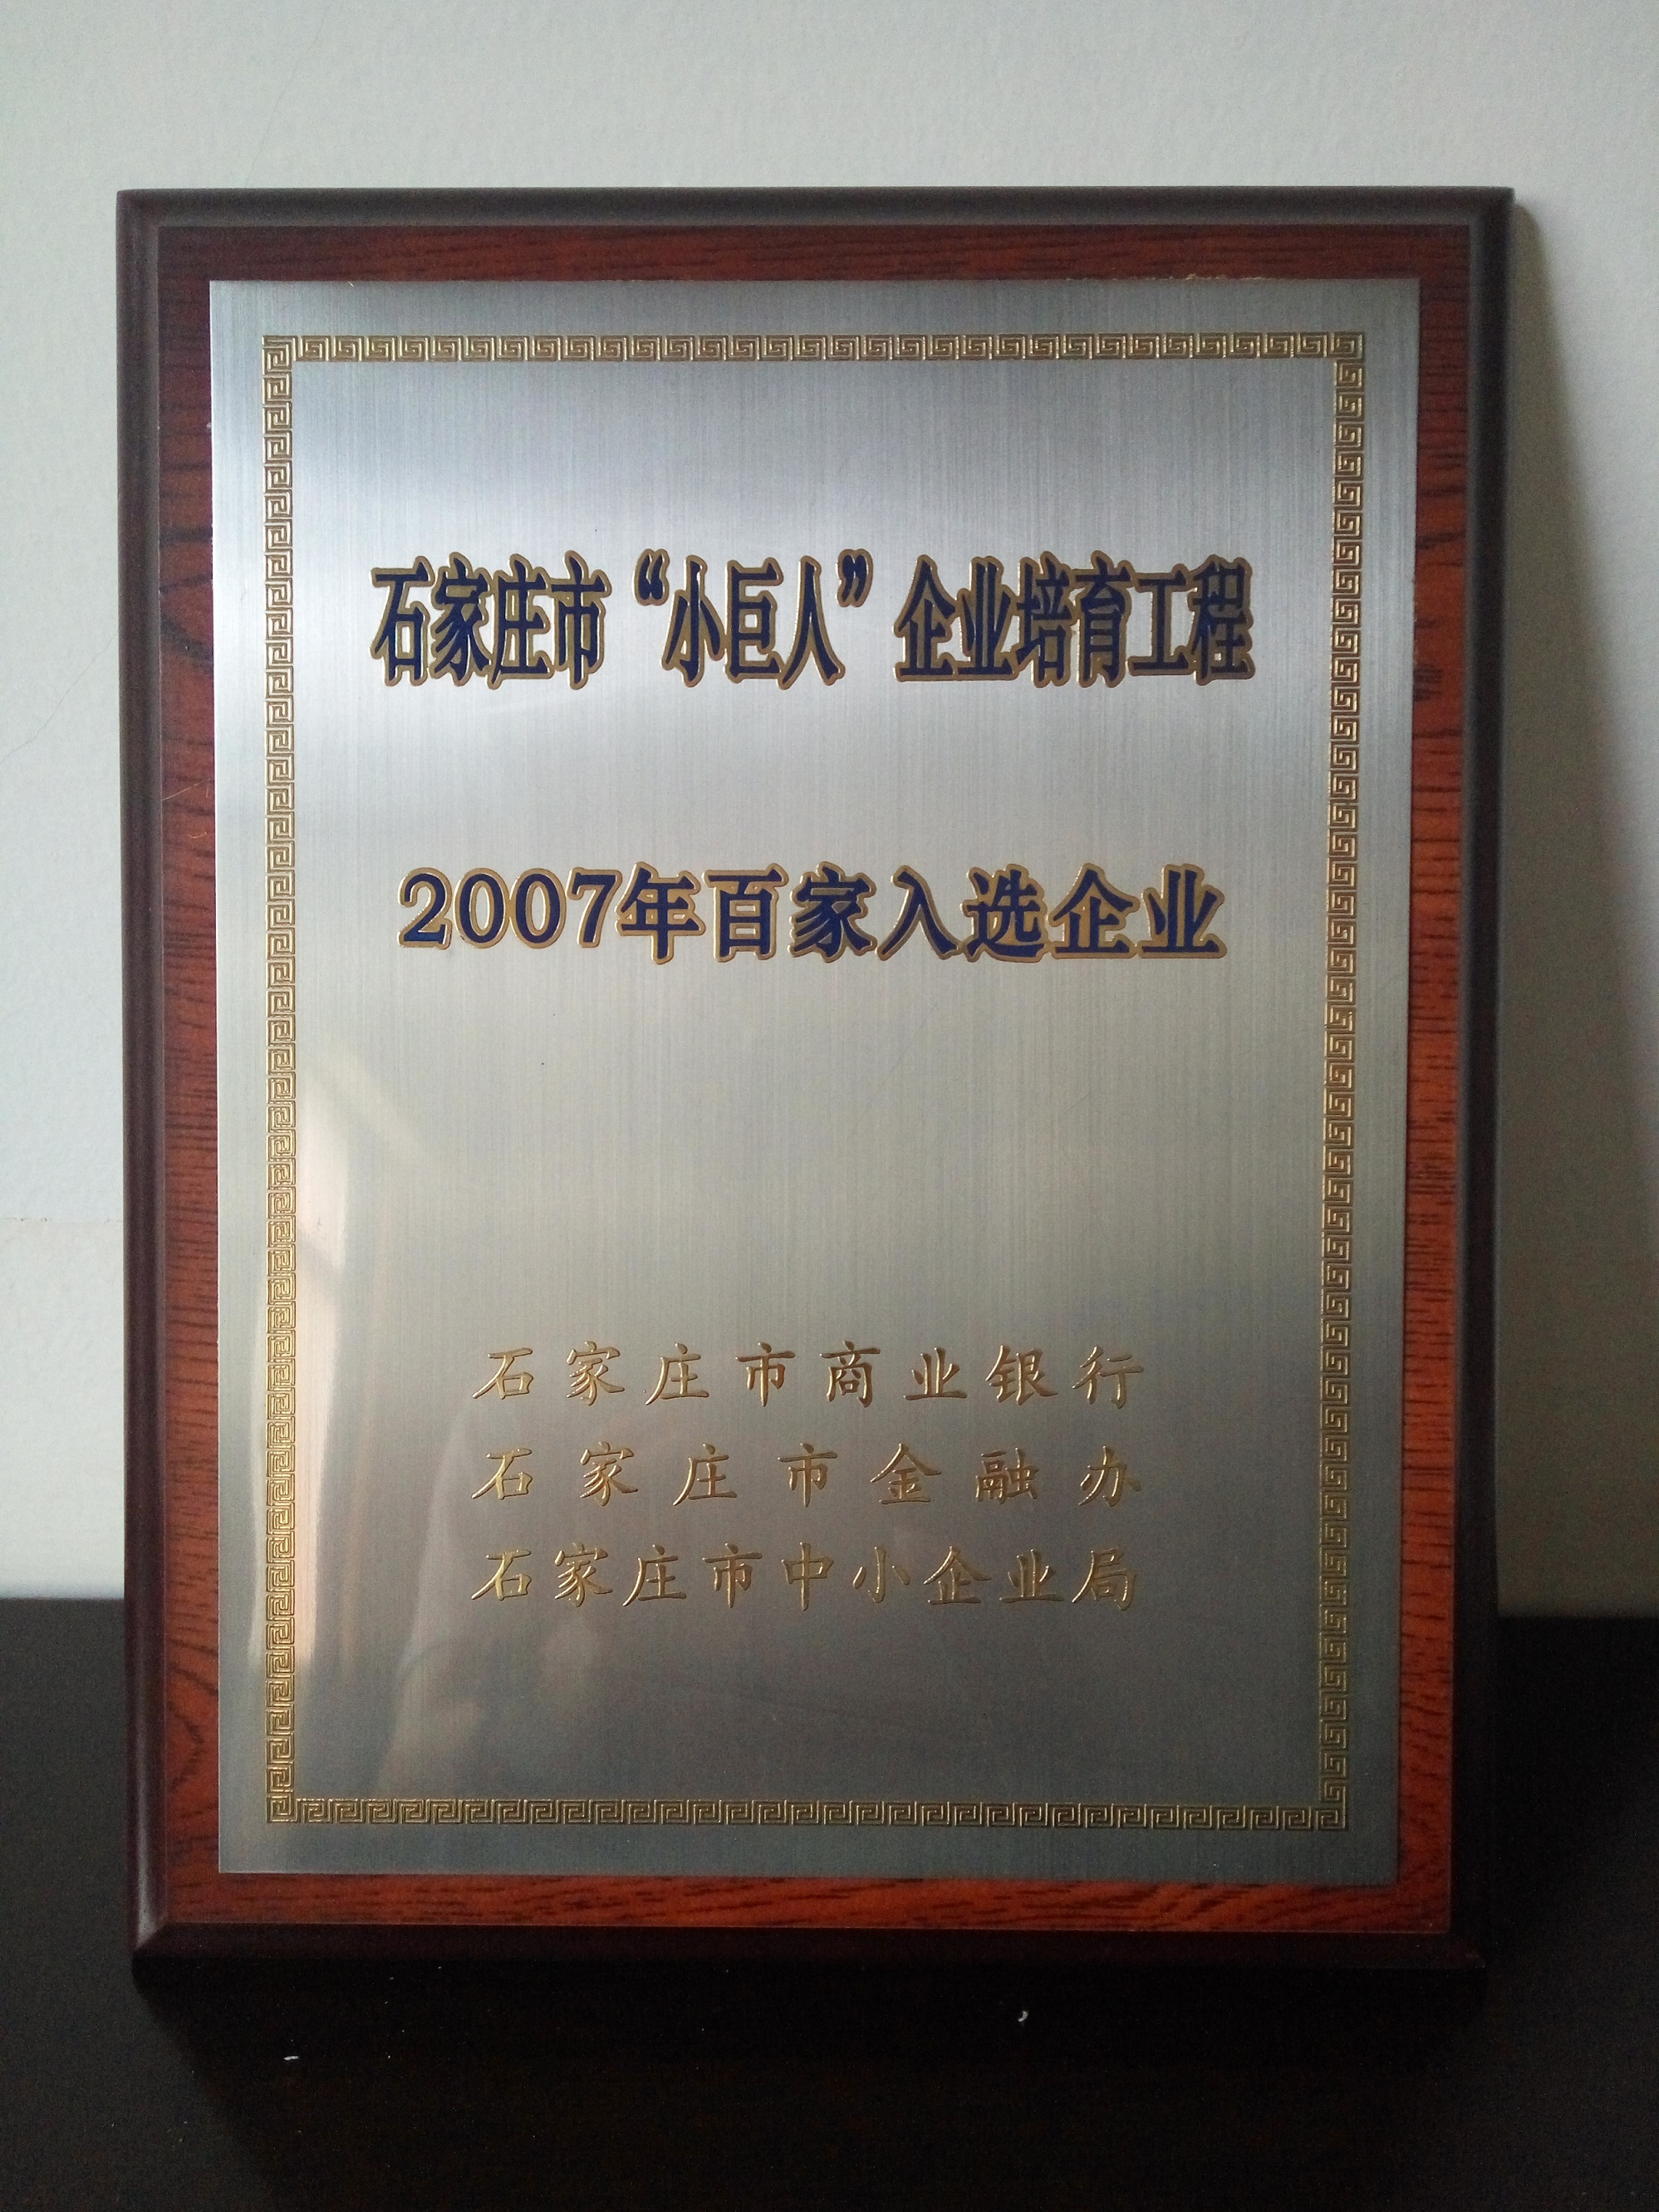 石家庄市“小巨人”企业培育工程
2007年百家入选企业
石家庄市商业银行
石家庄市金融办
石家庄市中小企业局